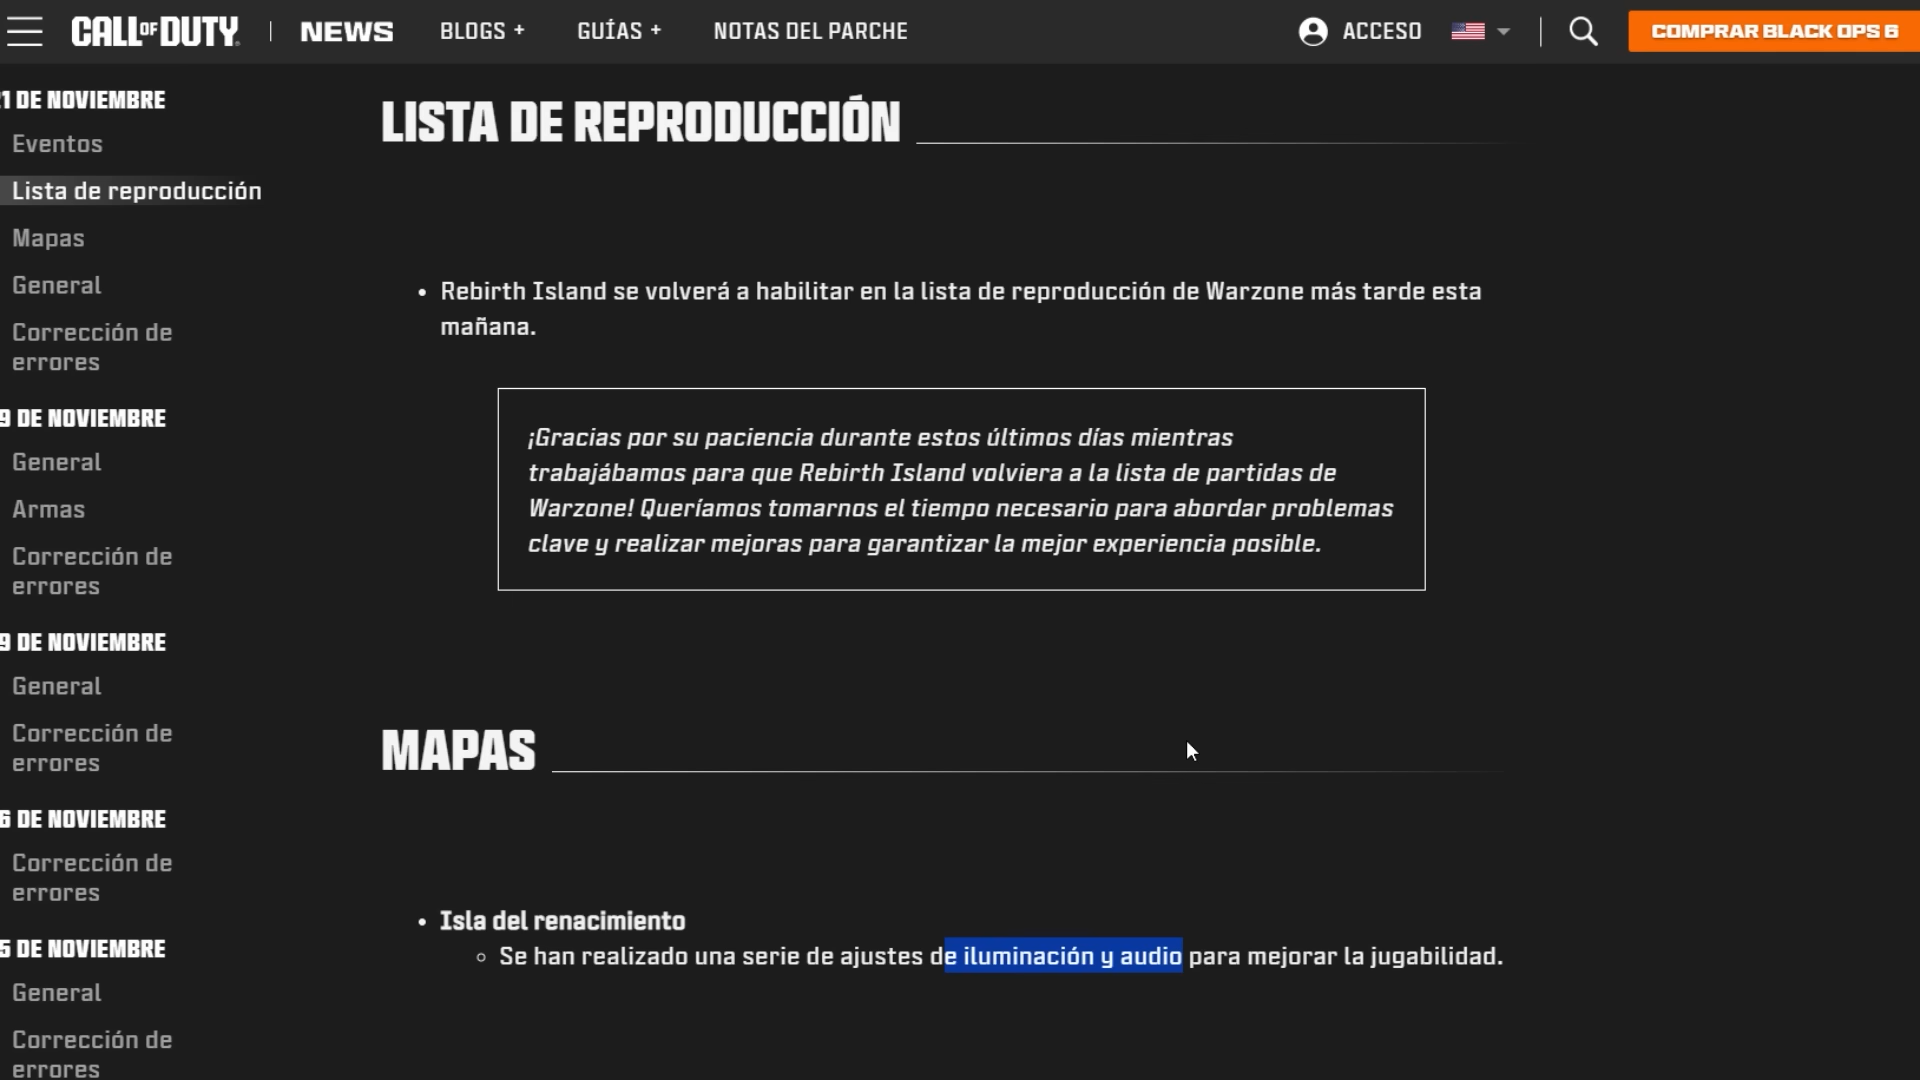 CALL OF DUTY NEWS BLOGS + GUÍAS + NOTAS DEL PARCHE ACCESO COMPRAR BLACK OPS 6
1 DE NOVIEMBRE
Eventos
Lista de reproducción
Mapas
General
Corrección de
errores
9 DE NOVIEMBRE
General
Armas
Corrección de
errores
9 DE NOVIEMBRE
General
Corrección de
errores
6 DE NOVIEMBRE
Corrección de
errores
5 DE NOVIEMBRE
General
Corrección de
errores
LISTA DE REPRODUCCIÓN
• Rebirth Island se volverá a habilitar en la lista de reproducción de Warzone más tarde esta
mañana.
¡Gracias por su paciencia durante estos últimos días mientras
trabajábamos para que Rebirth Island volviera a la lista de partidas de
Warzone! Queríamos tomarnos el tiempo necesario para abordar problemas
clave y realizar mejoras para garantizar la mejor experiencia posible.
MAPAS
• Isla del renacimiento
◦ Se han realizado una serie de ajustes de iluminación y audio para mejorar la jugabilidad.